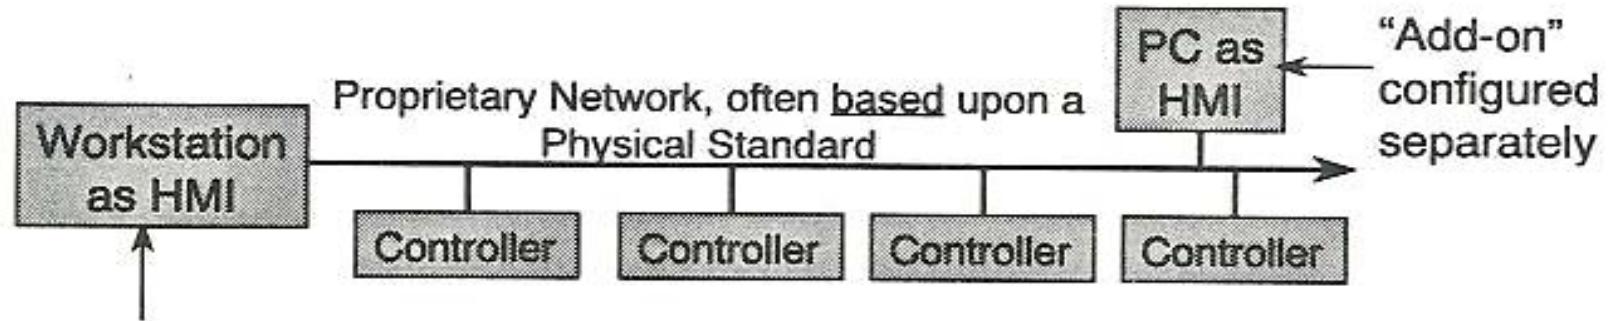 Workstation
as HMI
Proprietary Network, often based upon a
Physical Standard
PC as
HMI
“Add-on”
configured
separately
Controller
Controller
Controller
Controller